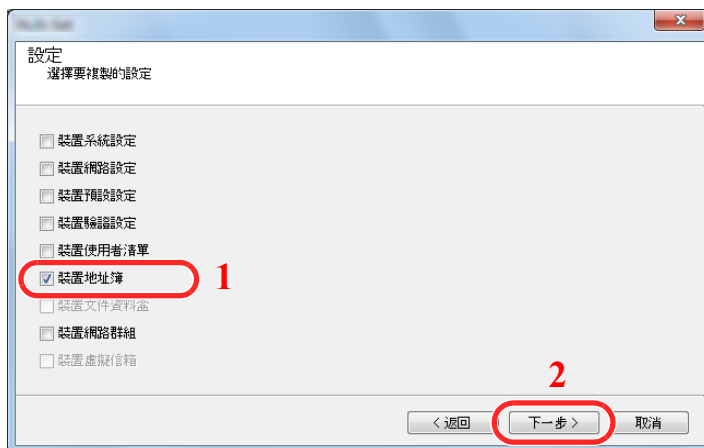 設定
選擇要複製的設定
裝置系統設定
裝置網路設定
裝置預設設定
裝置驗證設定
裝置使用者清單
裝置地址簿
1
裝置文件資料盒
裝置網路群組
裝置虛擬信箱
2
< 返回
下一步 >
取消